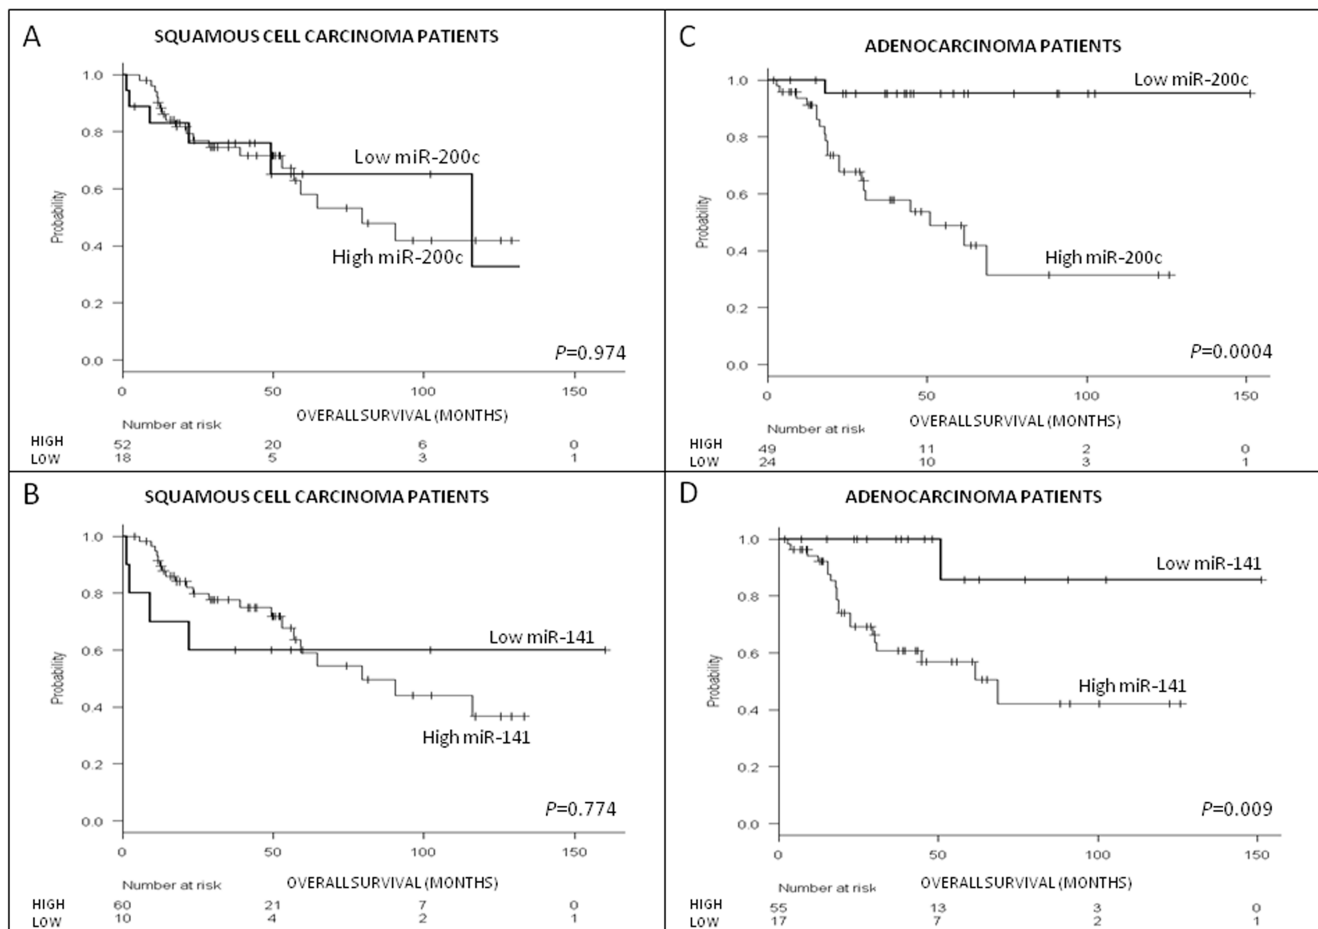 A
SQUAMOUS CELL CARCINOMA PATIENTS
1.0
0.8
0.6
0.4
0.2
0.0
Probability
Low miR-200c
High miR-200c
P=0.974
0 50 100 150
OVERALL SURVIVAL (MONTHS)
Number at risk
HIGH 52 20 6 0
LOW 18 5 3 1
C
ADENOCARCINOMA PATIENTS
1.0
0.8
0.6
0.4
0.2
0.0
Probability
Low miR-200c
High miR-200c
P=0.0004
0 50 100 150
OVERALL SURVIVAL (MONTHS)
Number at risk
HIGH 49 11 2 0
LOW 24 10 3 1
B
SQUAMOUS CELL CARCINOMA PATIENTS
1.0
0.8
0.6
0.4
0.2
0.0
Probability
Low miR-141
High miR-141
P=0.774
0 50 100 150
OVERALL SURVIVAL (MONTHS)
Number at risk
HIGH 60 21 7 0
LOW 10 4 2 1
D
ADENOCARCINOMA PATIENTS
1.0
0.8
0.6
0.4
0.2
0.0
Probability
Low miR-141
High miR-141
P=0.009
0 50 100 150
OVERALL SURVIVAL (MONTHS)
Number at risk
HIGH 55 13 3 0
LOW 17 7 2 1